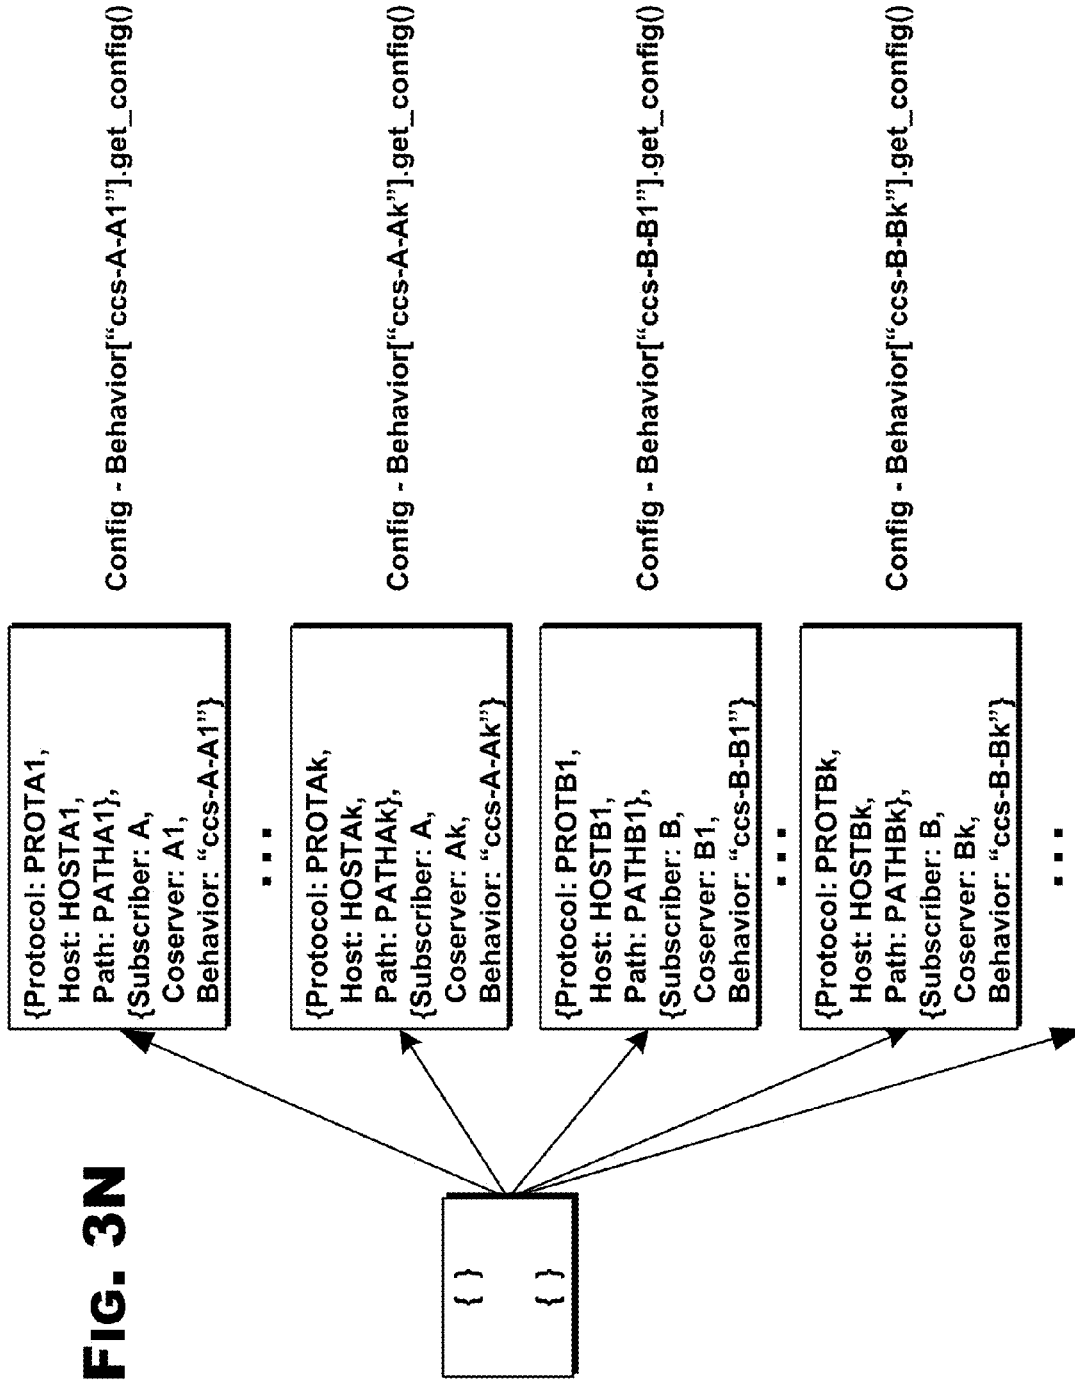 FIG. 3N
{ }
{ }
{Protocol: PROTA1,
Host: HOSTA1,
Path: PATHA1},
{Subscriber: A,
Coserver: A1,
Behavior: “ccs-A-A1”}
Config - Behavior[“ccs-A-A1”].get_config()
...
{Protocol: PROTAk,
Host: HOSTAk,
Path: PATHAk},
{Subscriber: A,
Coserver: Ak,
Behavior: “ccs-A-Ak”}
Config - Behavior[“ccs-A-Ak”].get_config()
{Protocol: PROTB1,
Host: HOSTB1,
Path: PATHB1},
{Subscriber: B,
Coserver: B1,
Behavior: “ccs-B-B1”}
Config - Behavior[“ccs-B-B1”].get_config()
...
{Protocol: PROTBk,
Host: HOSTBk,
Path: PATHBk},
{Subscriber: B,
Coserver: Bk,
Behavior: “ccs-B-Bk”}
Config - Behavior[“ccs-B-Bk”].get_config()
...